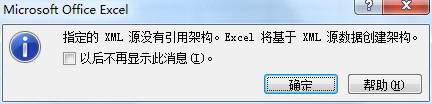 Microsoft Office Excel
指定的 XML 源没有引用架构。Excel 将基于 XML 源数据创建架构。
以后不再显示此消息(I)。
确定
帮助(H)